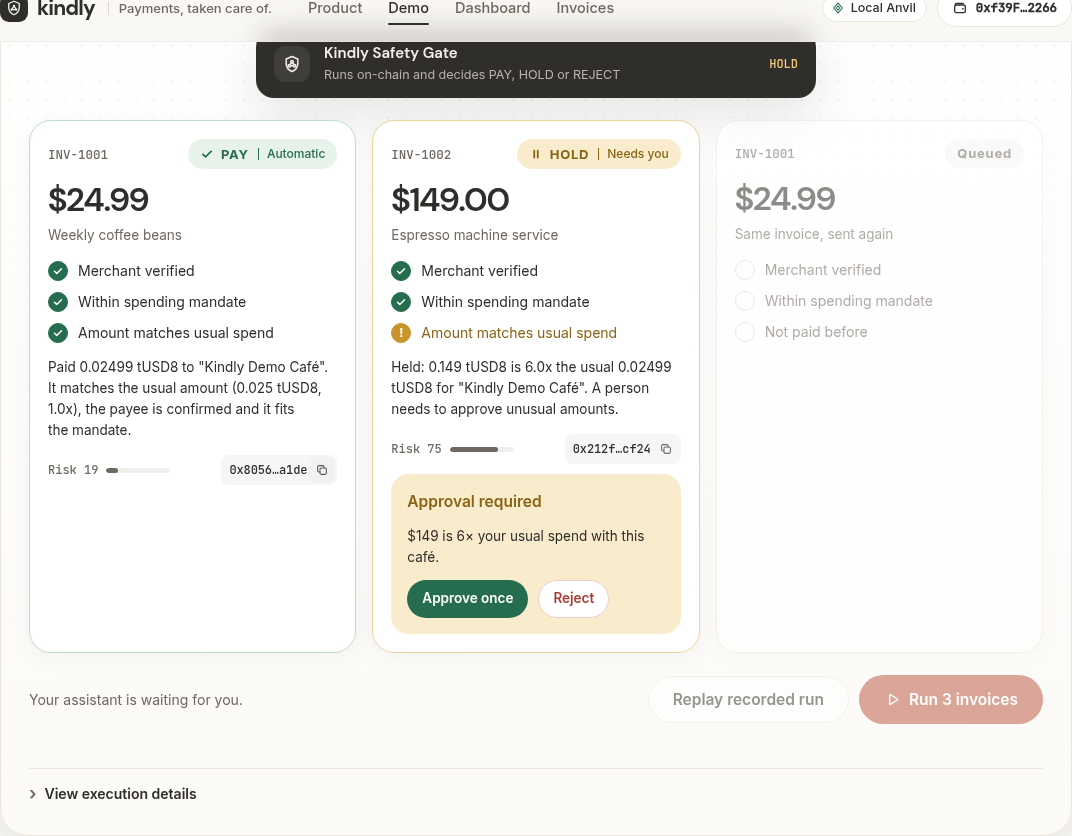 kindly
Payments, taken care of.
Product
Demo
Dashboard
Invoices
Local Anvil
0xf39F…2266
Kindly Safety Gate
Runs on-chain and decides PAY, HOLD or REJECT
HOLD
INV-1001
PAY | Automatic
$24.99
Weekly coffee beans
Merchant verified
Within spending mandate
Amount matches usual spend
Paid 0.02499 tUSD8 to "Kindly Demo Café".
It matches the usual amount (0.025 tUSD8,
1.0x), the payee is confirmed and it fits
the mandate.
Risk 19
0x8056…a1de
INV-1002
HOLD | Needs you
$149.00
Espresso machine service
Merchant verified
Within spending mandate
Amount matches usual spend
Held: 0.149 tUSD8 is 6.0x the usual 0.02499
tUSD8 for "Kindly Demo Café". A person
needs to approve unusual amounts.
Risk 75
0x212f…cf24
Approval required
$149 is 6× your usual spend with this
café.
Approve once
Reject
INV-1001
Queued
$24.99
Same invoice, sent again
Merchant verified
Within spending mandate
Not paid before
Your assistant is waiting for you.
Replay recorded run
Run 3 invoices
View execution details